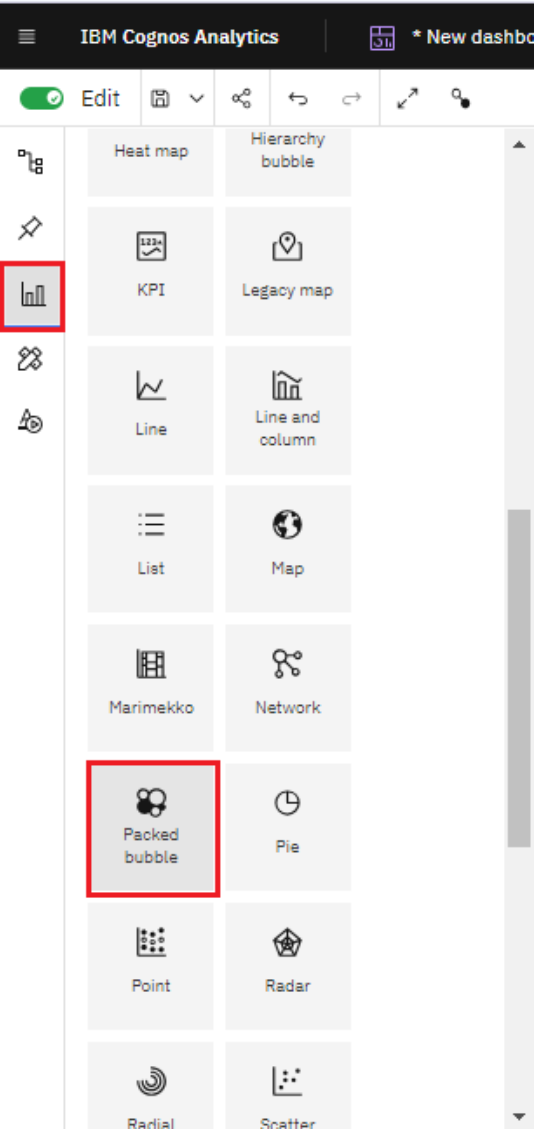 IBM Cognos Analytics
* New dashbo
Edit
Heat map
Hierarchy
bubble
KPI
Legacy map
Line
Line and
column
List
Map
Marimekko
Network
Packed
bubble
Pie
Point
Radar
Radial
Scatter